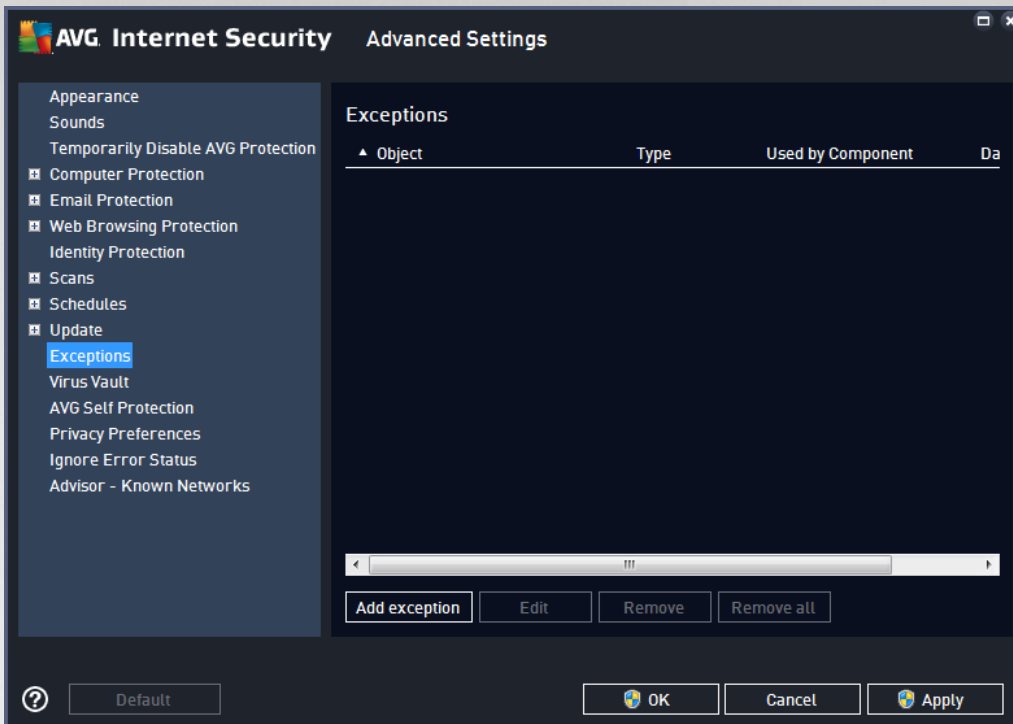 AVG. Internet Security Advanced Settings
Appearance
Sounds
Temporarily Disable AVG Protection
Computer Protection
Email Protection
Web Browsing Protection
Identity Protection
Scans
Schedules
Update
Exceptions
Virus Vault
AVG Self Protection
Privacy Preferences
Ignore Error Status
Advisor - Known Networks
Exceptions
Object Type Used by Component Da
Add exception Edit Remove Remove all
? Default OK Cancel Apply